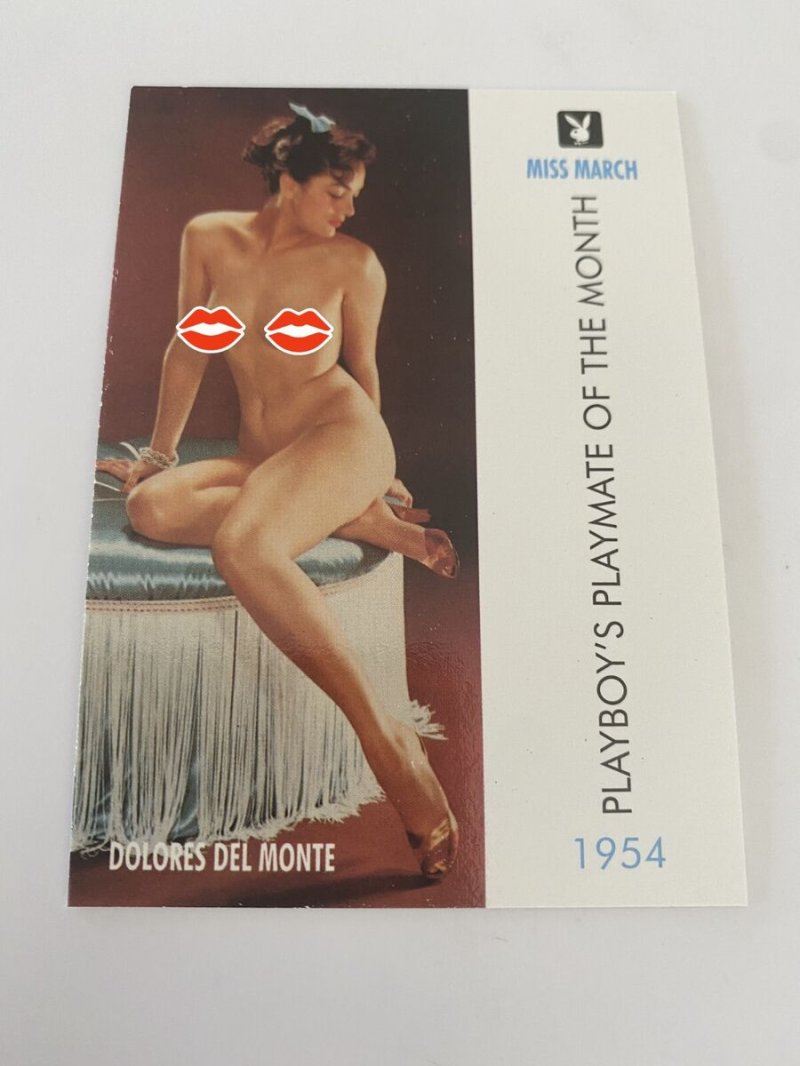 MISS MARCH
PLAYBOY'S PLAYMATE OF THE MONTH
1954
DOLORES DEL MONTE